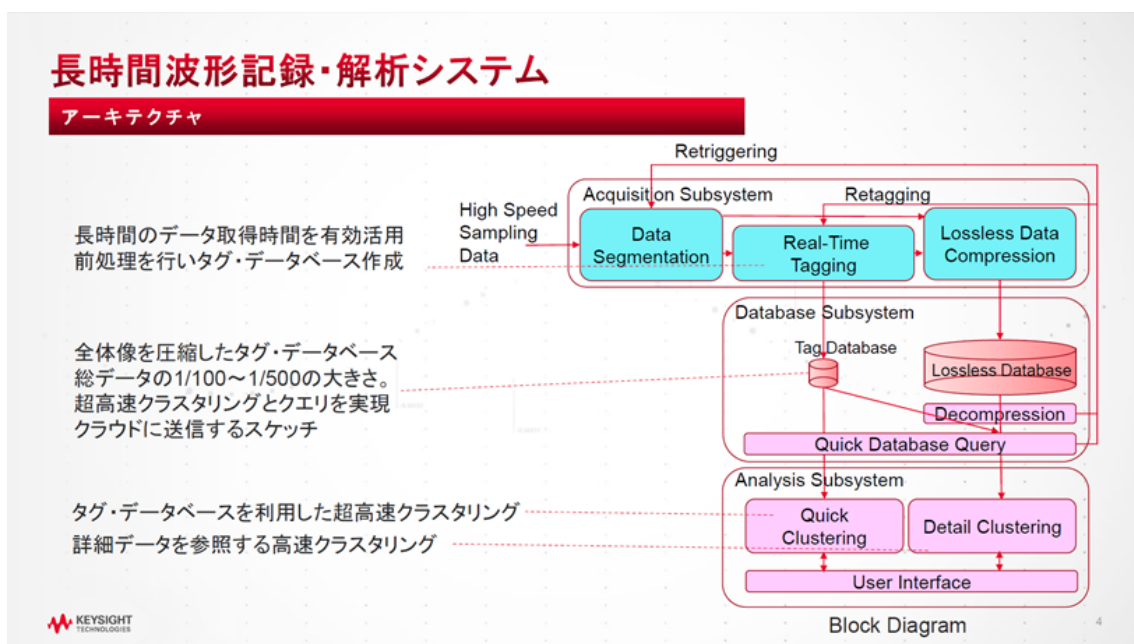 長時間波形記録・解析システム
アーキテクチャ
長時間のデータ取得時間を有効活用
前処理を行いタグ・データベース作成
全体像を圧縮したタグ・データベース
総データの1/100～1/500の大きさ。
超高速クラスタリングとクエリを実現
クラウドに送信するスケッチ
タグ・データベースを利用した超高速クラスタリング
詳細データを参照する高速クラスタリング
Retriggering
Acquisition Subsystem
Retagging
High Speed
Sampling
Data
Data
Segmentation
Real-Time
Tagging
Lossless Data
Compression
Database Subsystem
Tag Database
Lossless Database
Decompression
Quick Database Query
Analysis Subsystem
Quick
Clustering
Detail Clustering
User Interface
Block Diagram
KEYSIGHT
TECHNOLOGIES
4